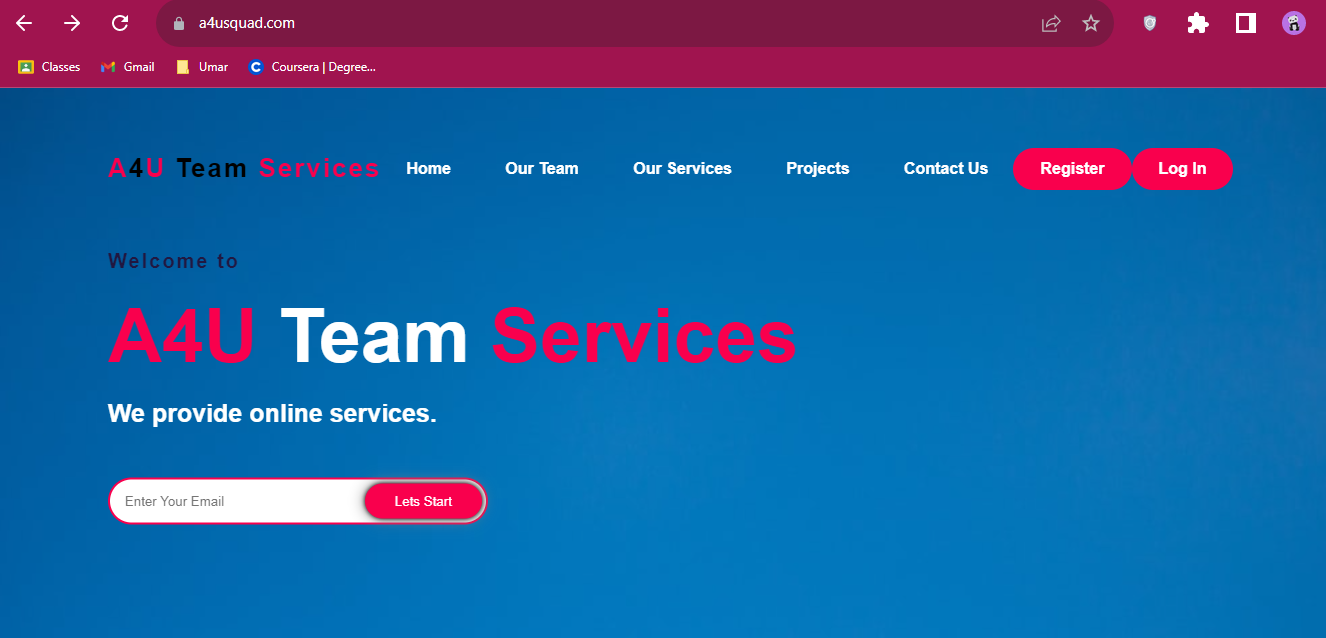 a4usquad.com
Classes Gmail Umar Coursera | Degree...
A4U Team Services Home Our Team Our Services Projects Contact Us Register Log In
Welcome to
A4U Team Services
We provide online services.
Enter Your Email Lets Start